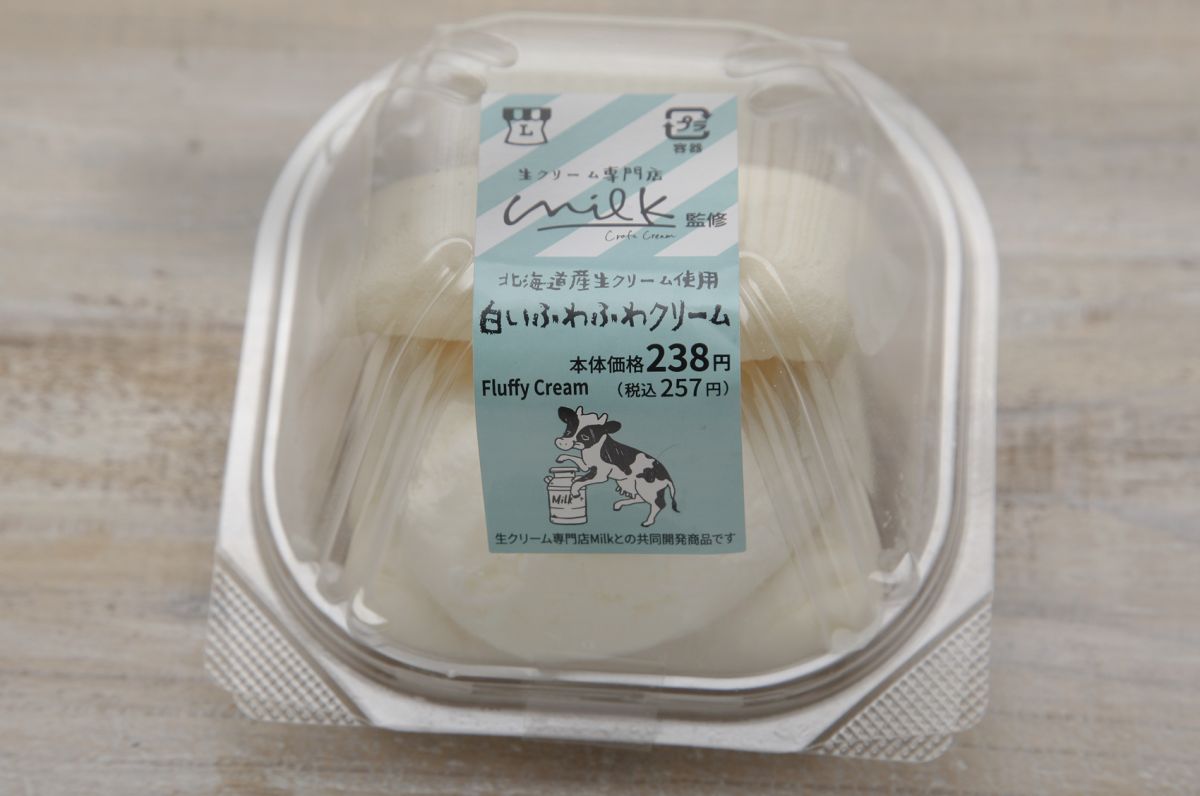 L
プラ
容器
生クリーム専門店
milk 監修
Craft Cream
北海道産生クリーム使用
白いふわふわクリーム
本体価格238円
Fluffy Cream (税込257円)
Milk
生クリーム専門店Milkとの共同開発商品です